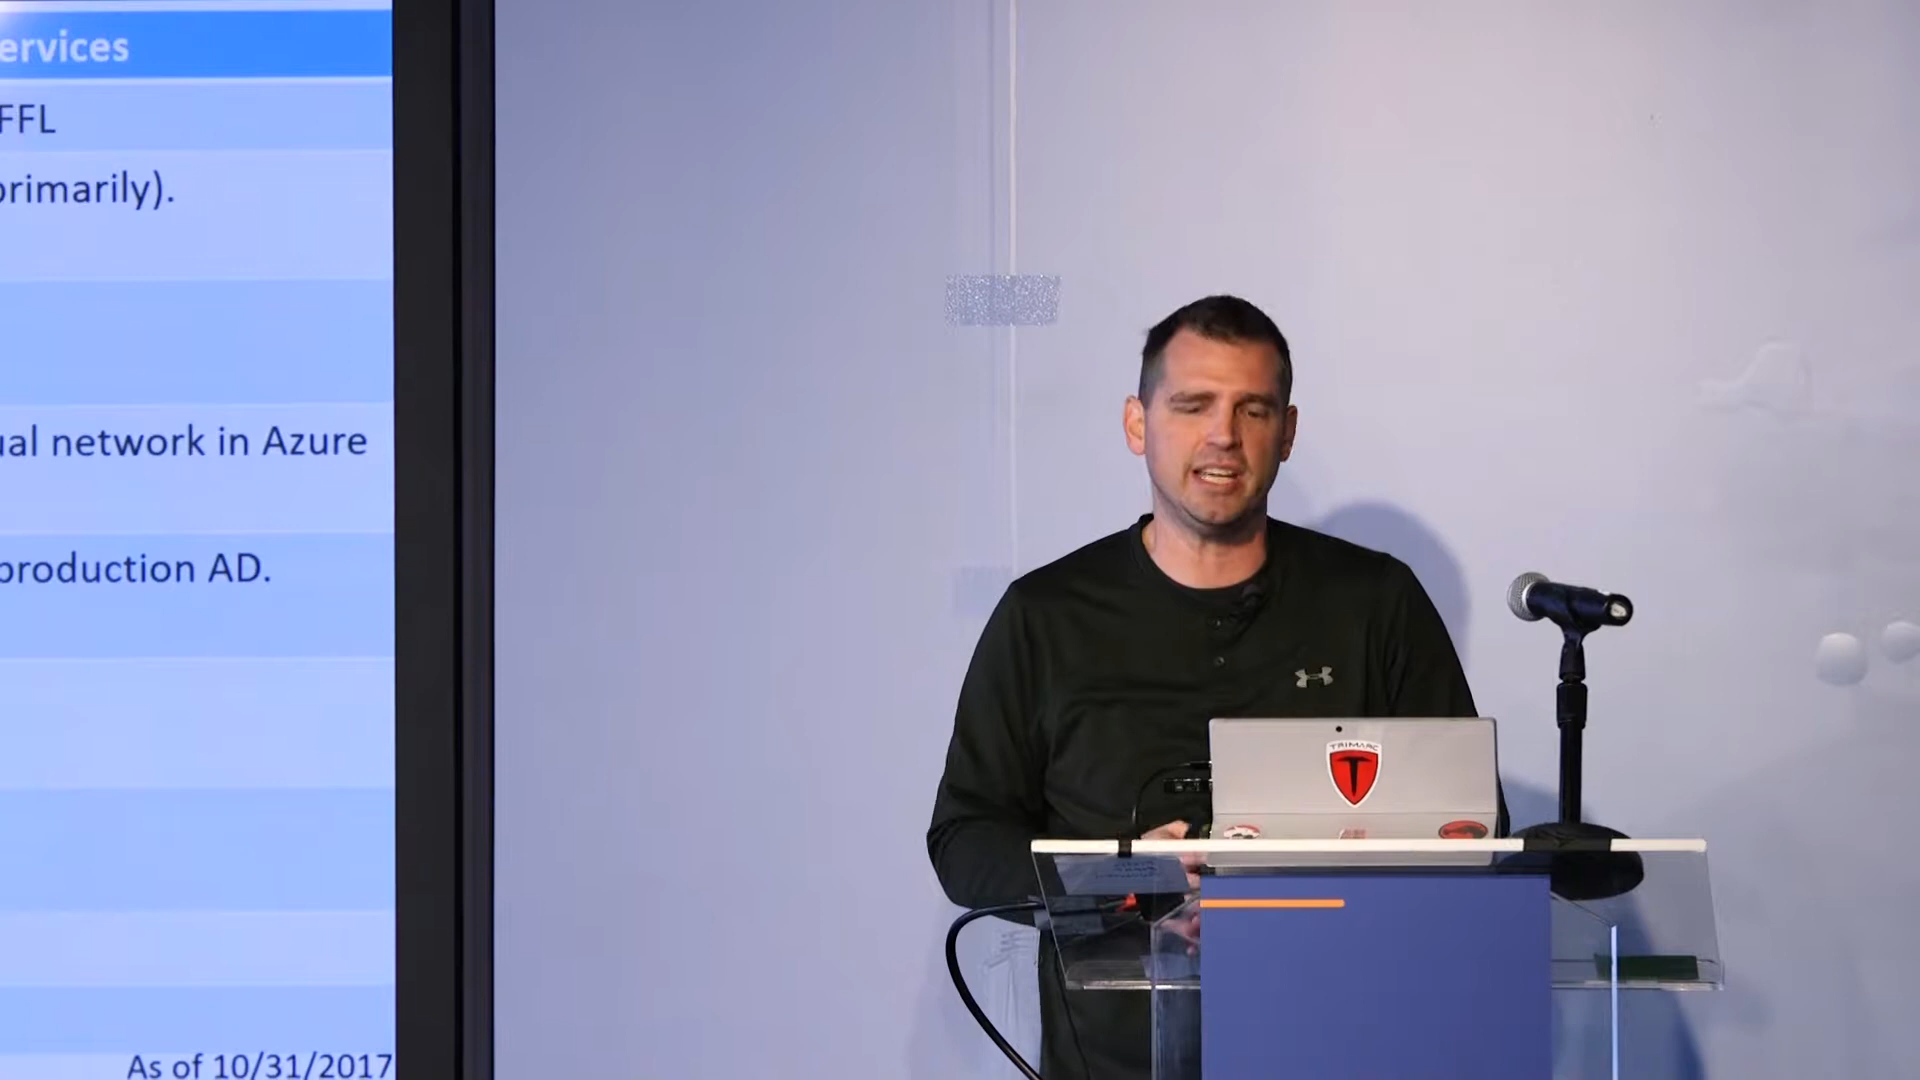 ervices
FFL
primarily).
ual network in Azure
production AD.
As of 10/31/2017
TRIMARC
T